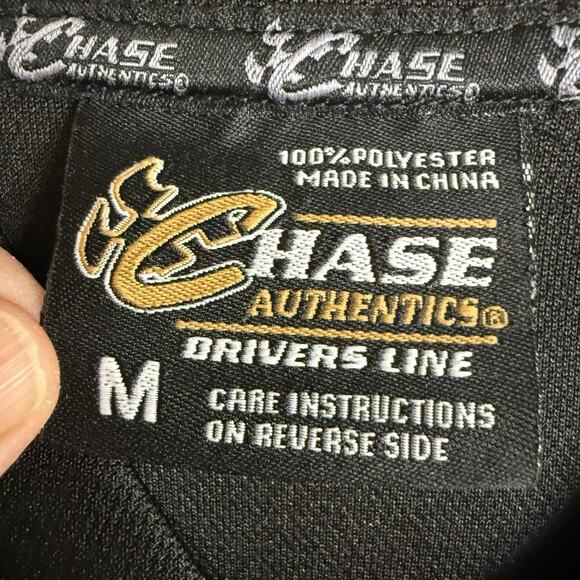 CHASE CHASE
AUTHENTICS® AUTHENTICS®
100% POLYESTER
MADE IN CHINA
CHASE
AUTHENTICS®
DRIVERS LINE
M
CARE INSTRUCTIONS
ON REVERSE SIDE